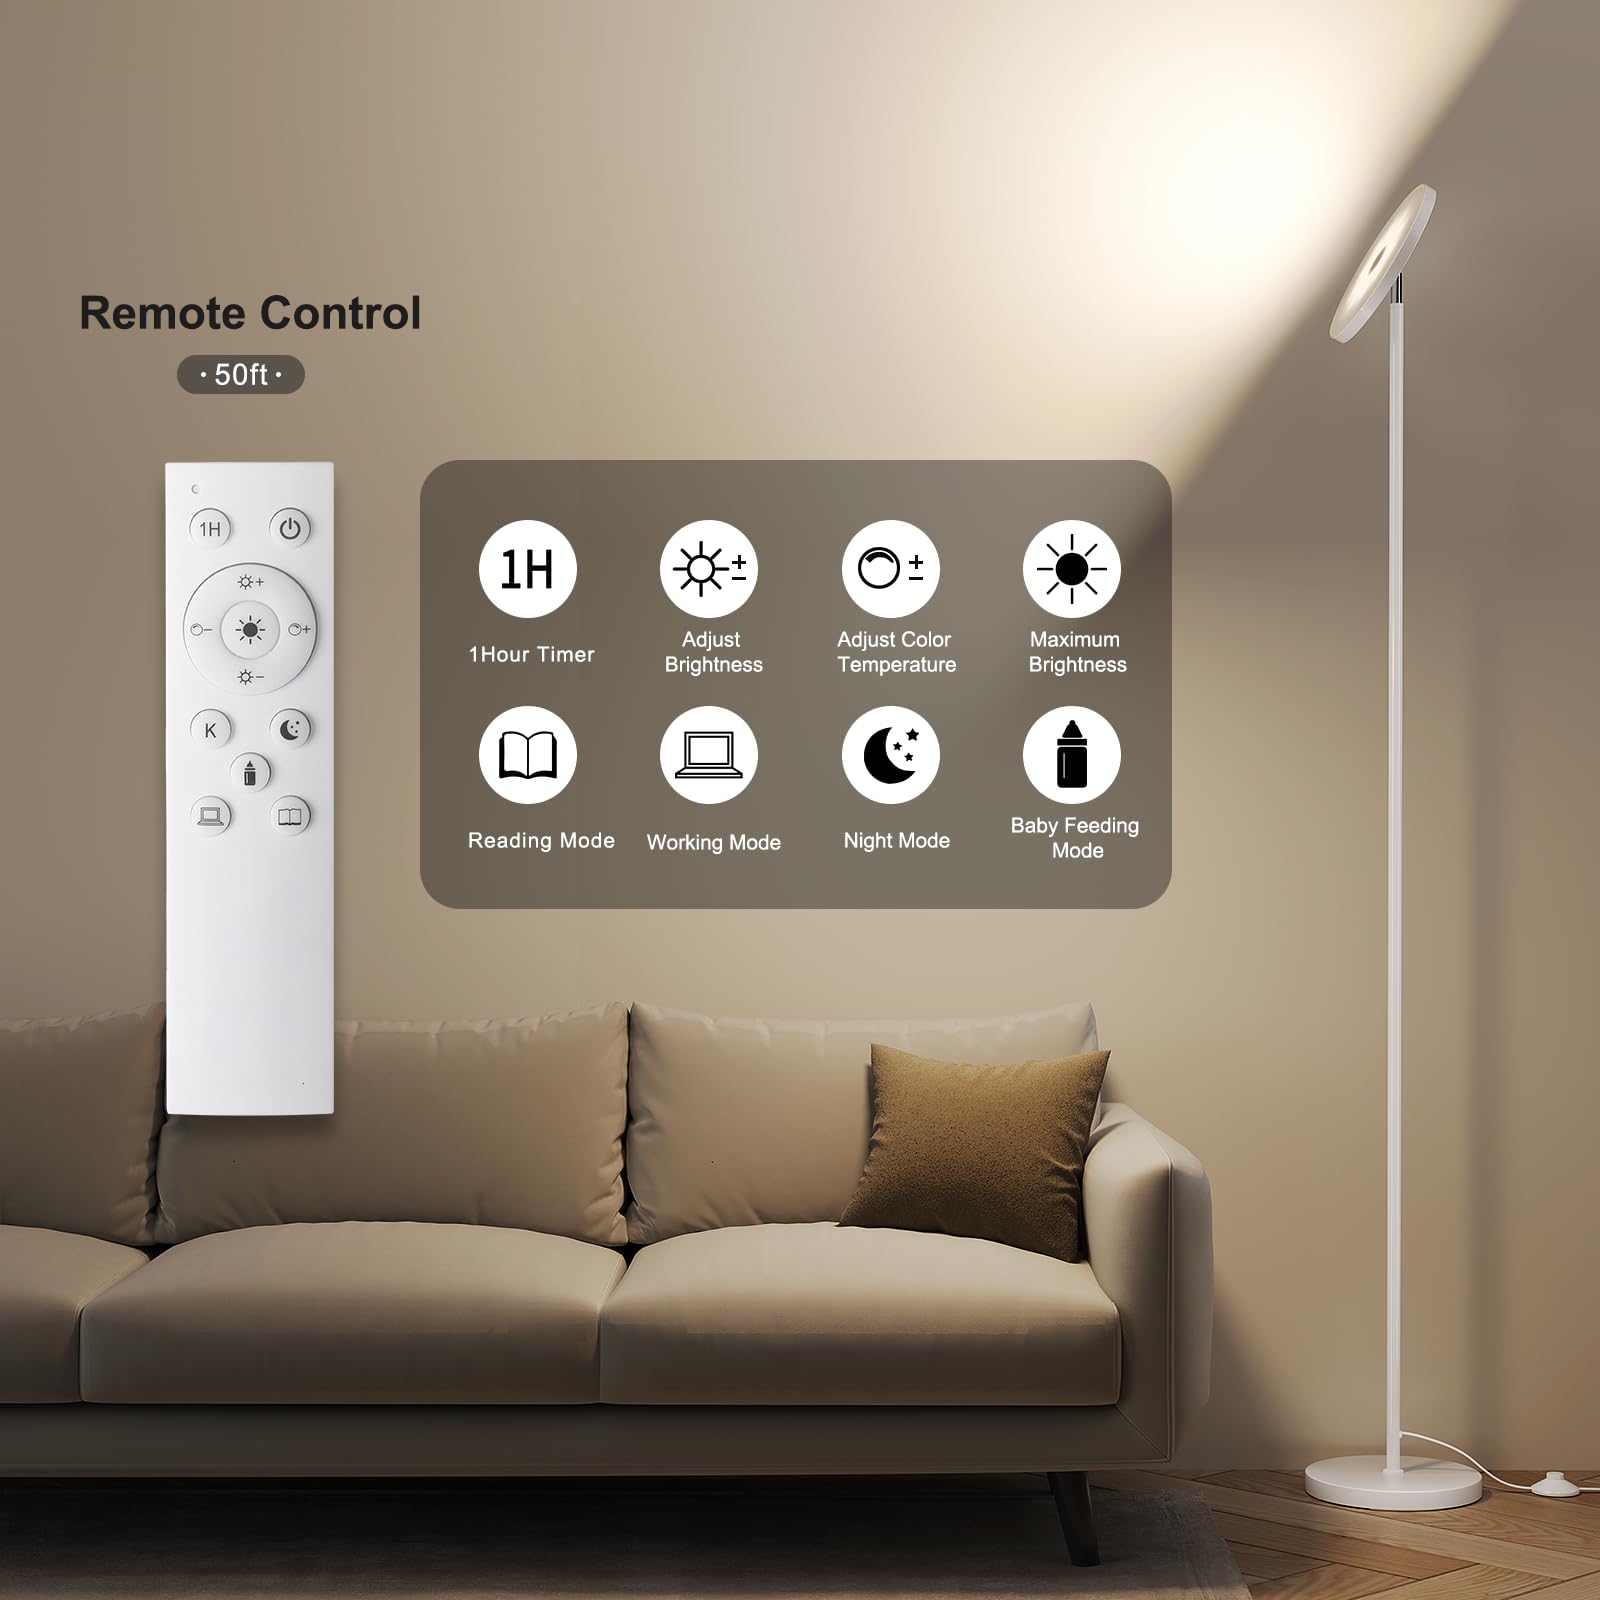 Remote Control
· 50ft ·
1H
+
- +
-
K
1H ± ±
1Hour Timer
Adjust
Brightness
Adjust Color
Temperature
Maximum
Brightness
Reading Mode
Working Mode
Night Mode
Baby Feeding
Mode